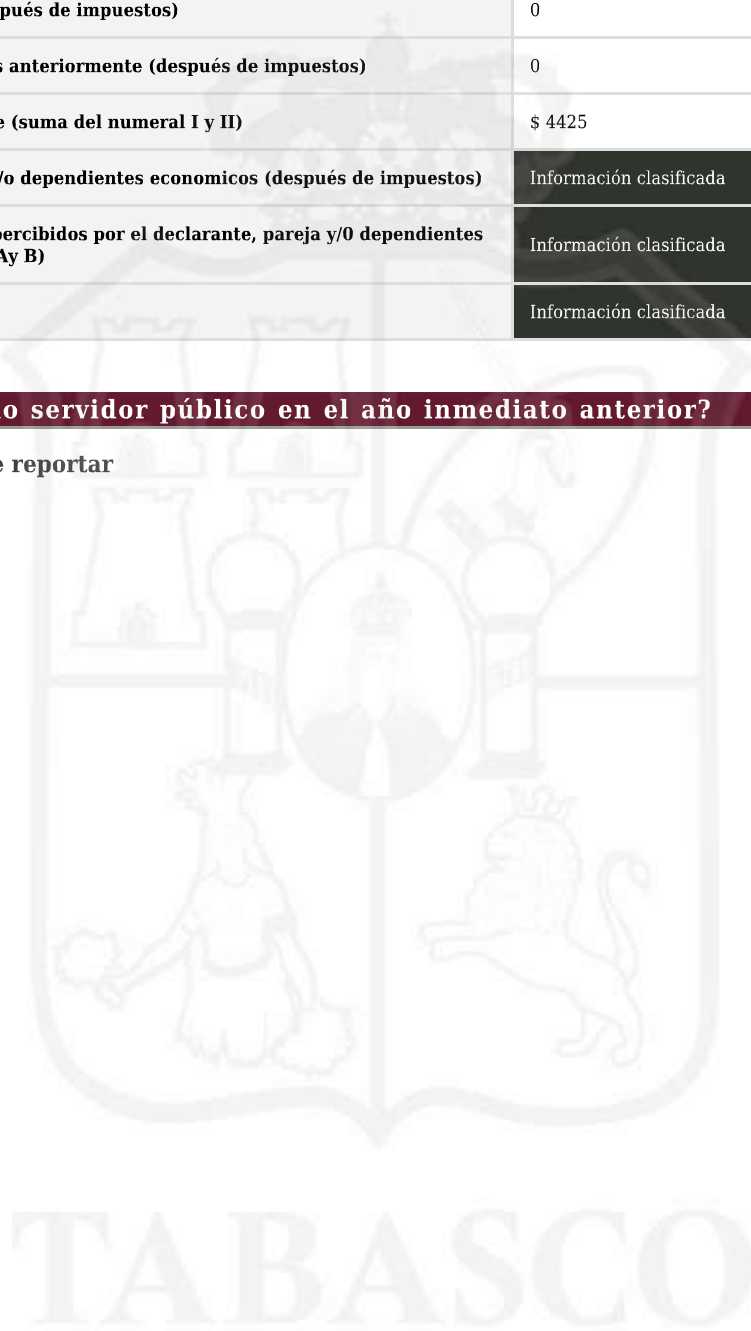 pués de impuestos) 0
s anteriormente (después de impuestos) 0
e (suma del numeral I y II) $ 4425
/o dependientes economicos (después de impuestos) Información clasificada
percibidos por el declarante, pareja y/0 dependientes Información clasificada
Ay B)
Información clasificada
o servidor público en el año inmediato anterior?
e reportar
TABASCO